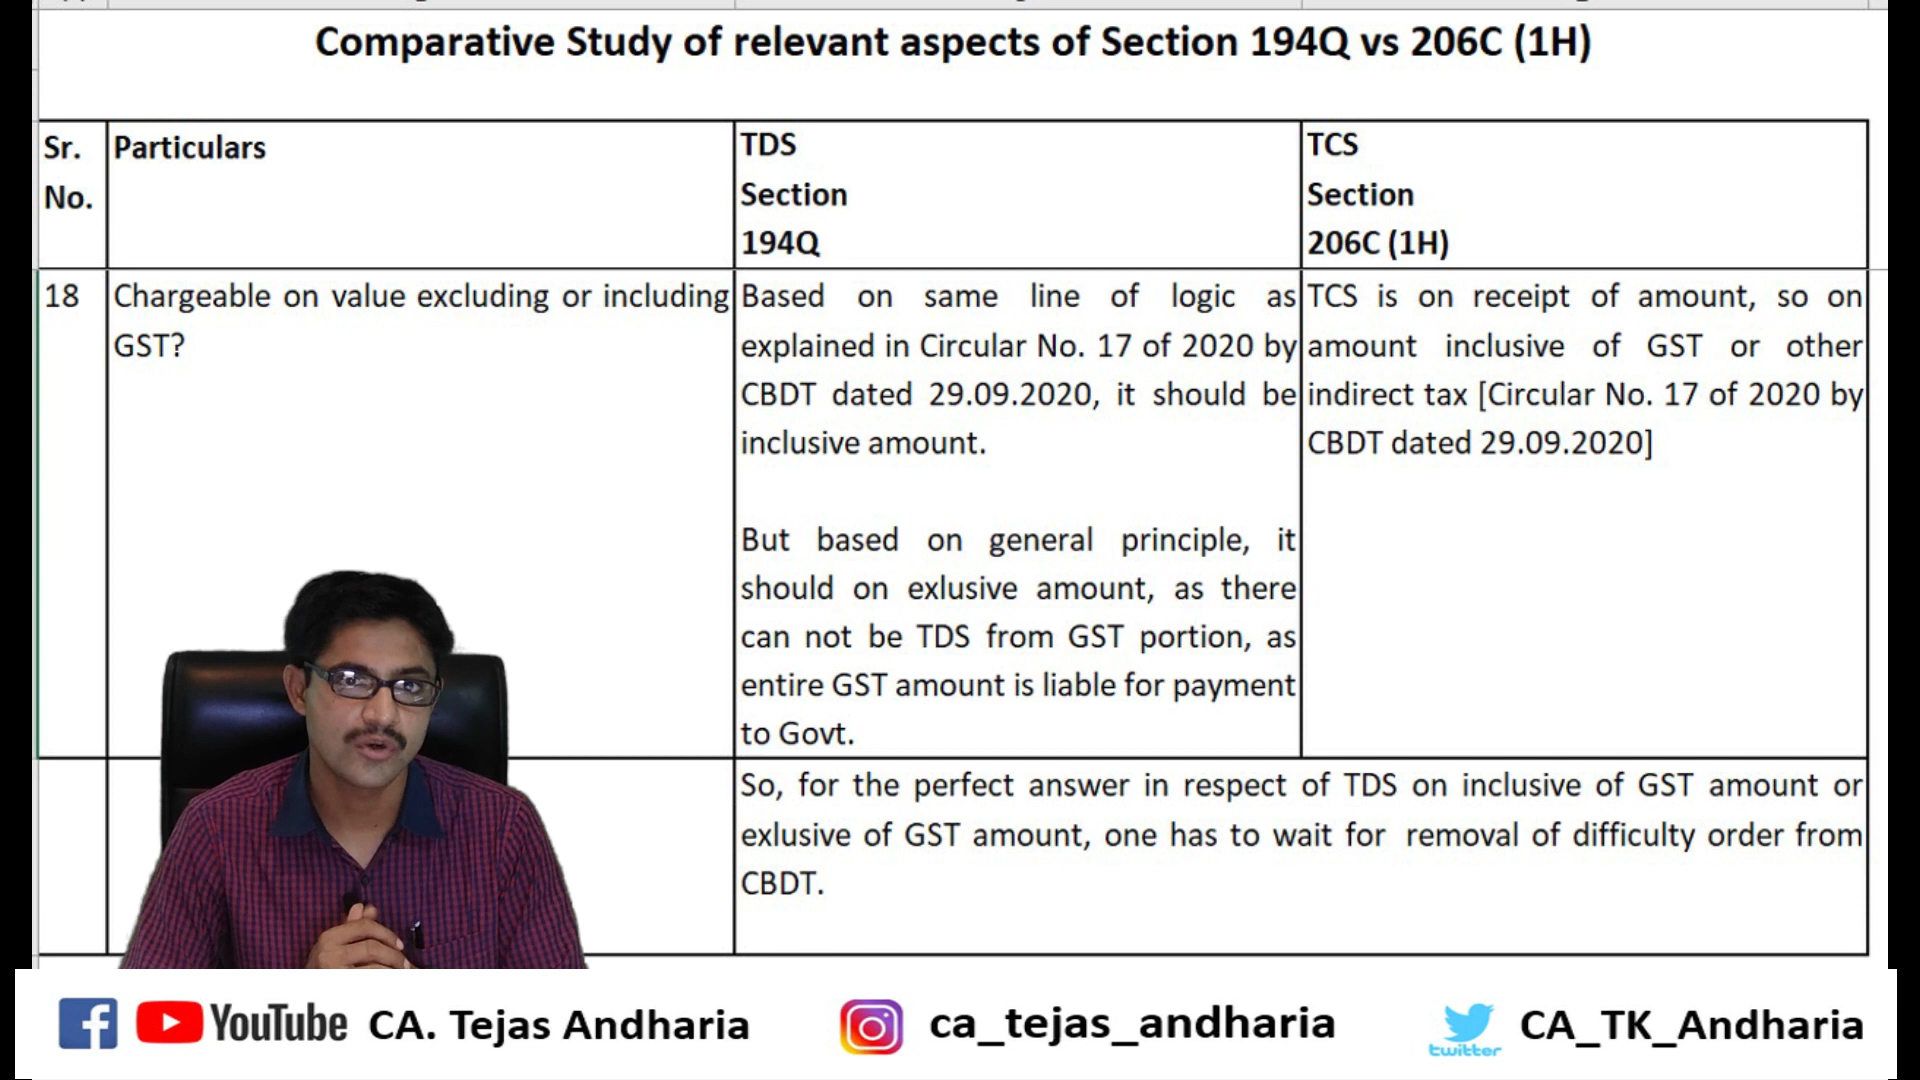 Comparative Study of relevant aspects of Section 194Q vs 206C (1H)
Sr.
No.
Particulars
TDS
Section
194Q
TCS
Section
206C (1H)
18
Chargeable on value excluding or including
GST?
Based on same line of logic as
explained in Circular No. 17 of 2020 by
CBDT dated 29.09.2020, it should be
inclusive amount.
But based on general principle, it
should on exlusive amount, as there
can not be TDS from GST portion, as
entire GST amount is liable for payment
to Govt.
TCS is on receipt of amount, so on
amount inclusive of GST or other
indirect tax [Circular No. 17 of 2020 by
CBDT dated 29.09.2020]
So, for the perfect answer in respect of TDS on inclusive of GST amount or
exlusive of GST amount, one has to wait for removal of difficulty order from
CBDT.
YouTube CA. Tejas Andharia
ca_tejas_andharia
twitter
CA_TK_Andharia